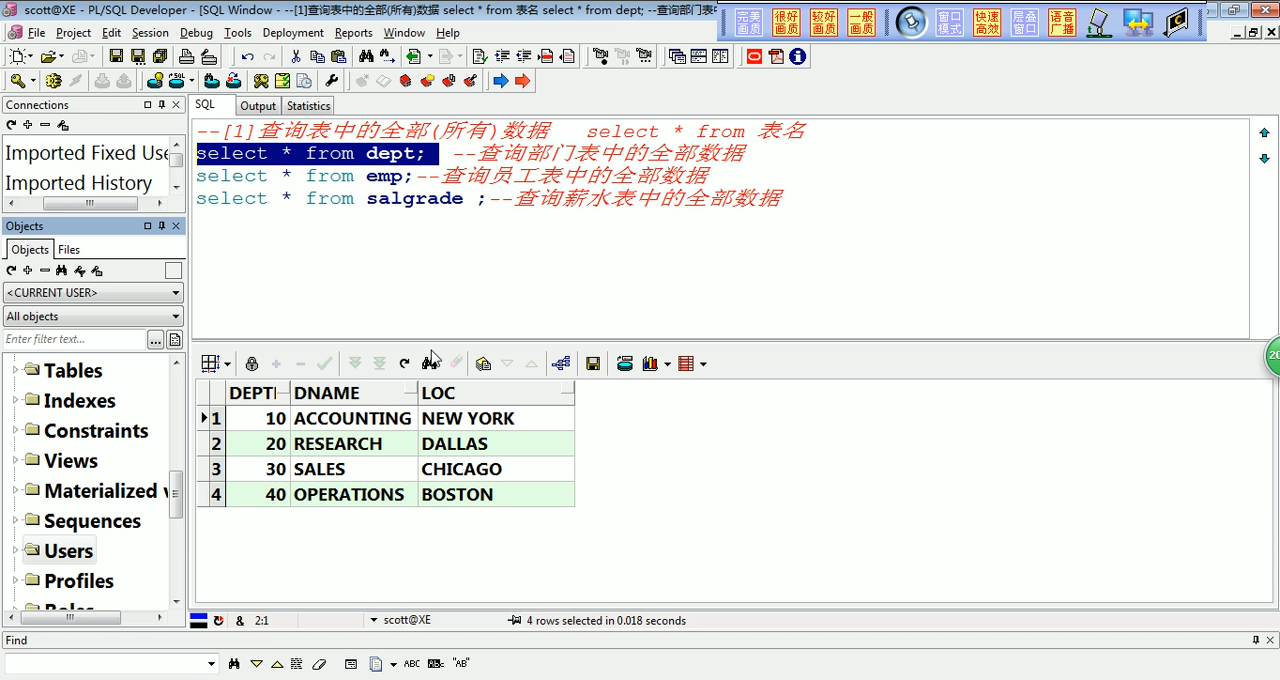 scott@XE - PL/SQL Developer - [SQL Window - --[1]查询表中的全部(所有)数据 select * from 表名 select * from dept; --查询部门表中
完美画质 很好画质 较好画质 一般画质 窗口模式 快速高效 层叠窗口 语音广播
File Project Edit Session Debug Tools Deployment Reports Window Help
Connections
SQL Output Statistics
Imported Fixed Use
Imported History
--[1]查询表中的全部(所有)数据 select * from 表名
select * from dept; --查询部门表中的全部数据
select * from emp;--查询员工表中的全部数据
select * from salgrade ;--查询薪水表中的全部数据
Objects
Objects Files
<CURRENT USER>
All objects
Enter filter text... ...
Tables
Indexes
Constraints
Views
Materialized v
Sequences
Users
Profiles
Roles
DEPT DNAME LOC
1 10 ACCOUNTING NEW YORK
2 20 RESEARCH DALLAS
3 30 SALES CHICAGO
4 40 OPERATIONS BOSTON
20
& 2:1 scott@XE 4 rows selected in 0.018 seconds
Find
ABC "AB"